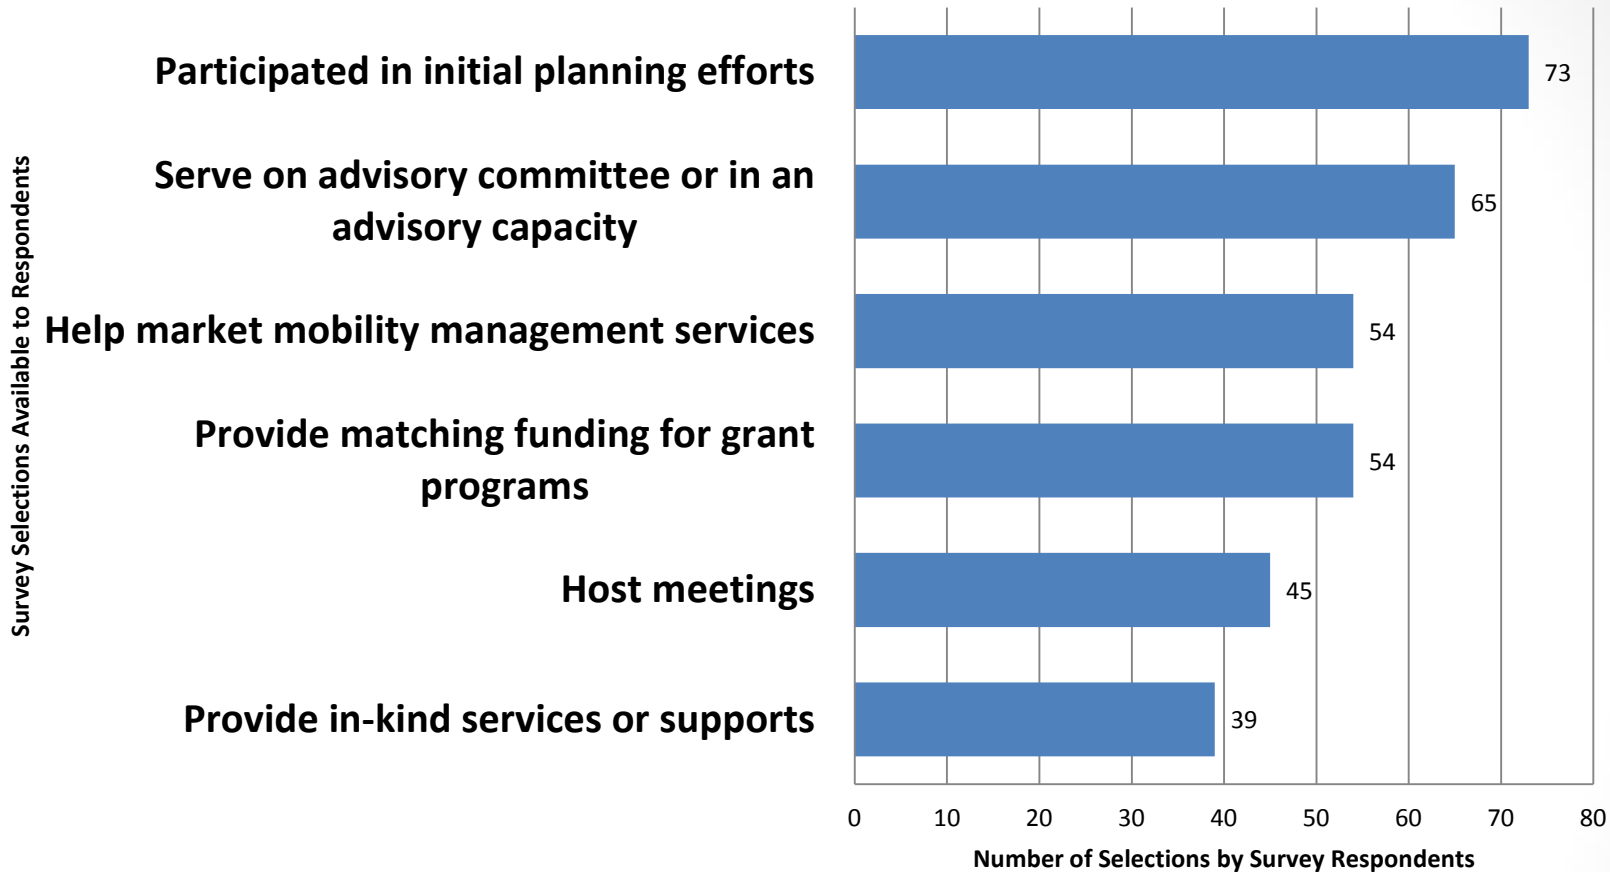 Survey Selections Available to Respondents
Participated in initial planning efforts
73
Serve on advisory committee or in an
advisory capacity
65
Help market mobility management services
54
Provide matching funding for grant
programs
54
Host meetings
45
Provide in-kind services or supports
39
0 10 20 30 40 50 60 70 80
Number of Selections by Survey Respondents